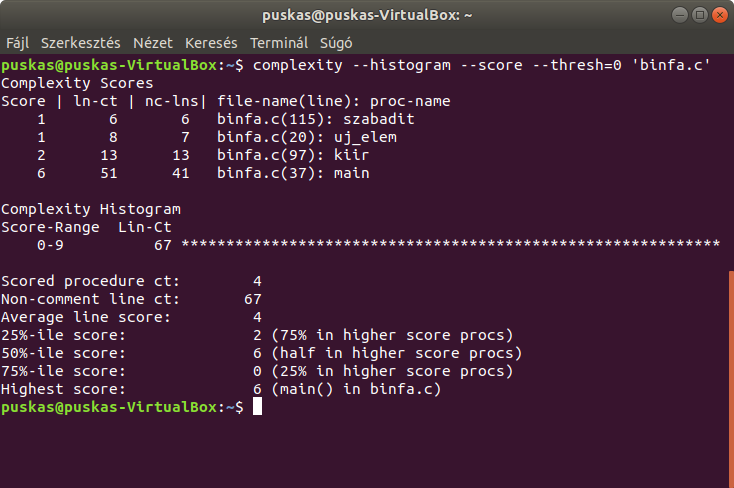 puskas@puskas-VirtualBox: ~
Fájl Szerkesztés Nézet Keresés Terminál Súgó
puskas@puskas-VirtualBox:~$ complexity --histogram --score --thresh=0 'binfa.c'
Complexity Scores
Score | ln-ct | nc-lns| file-name(line): proc-name
    1       6       6   binfa.c(115): szabadit
    1       8       7   binfa.c(20): uj_elem
    2      13      13   binfa.c(97): kiir
    6      51      41   binfa.c(37): main
Complexity Histogram
Score-Range  Lin-Ct
    0-9          67 ************************************************************
Scored procedure ct:        4
Non-comment line ct:       67
Average line score:         4
25%-ile score:              2 (75% in higher score procs)
50%-ile score:              6 (half in higher score procs)
75%-ile score:              0 (25% in higher score procs)
Highest score:              6 (main() in binfa.c)
puskas@puskas-VirtualBox:~$